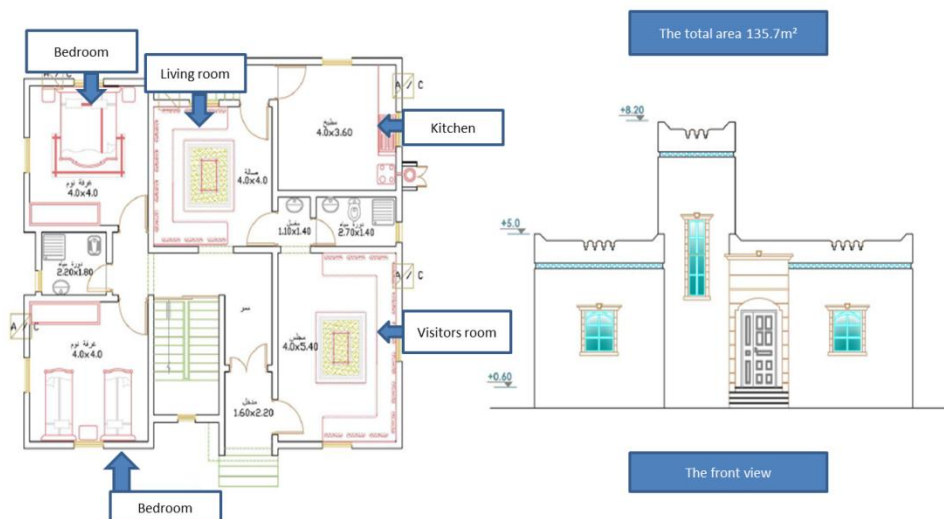 The total area 135.7m²
Bedroom
Living room
Kitchen
A / C
A / C
مطبخ
4.0x3.60
غرفة نوم
4.0x4.0
صالة
4.0x4.0
مغسل
1.10x1.40
دورة مياه
2.70x1.40
دورة مياه
2.20x1.80
A / C
A / C
ممر
Visitors room
مجلس
4.0x5.40
غرفة نوم
4.0x4.0
مدخل
1.60x2.20
Bedroom
+8.20
+5.0
+0.60
The front view